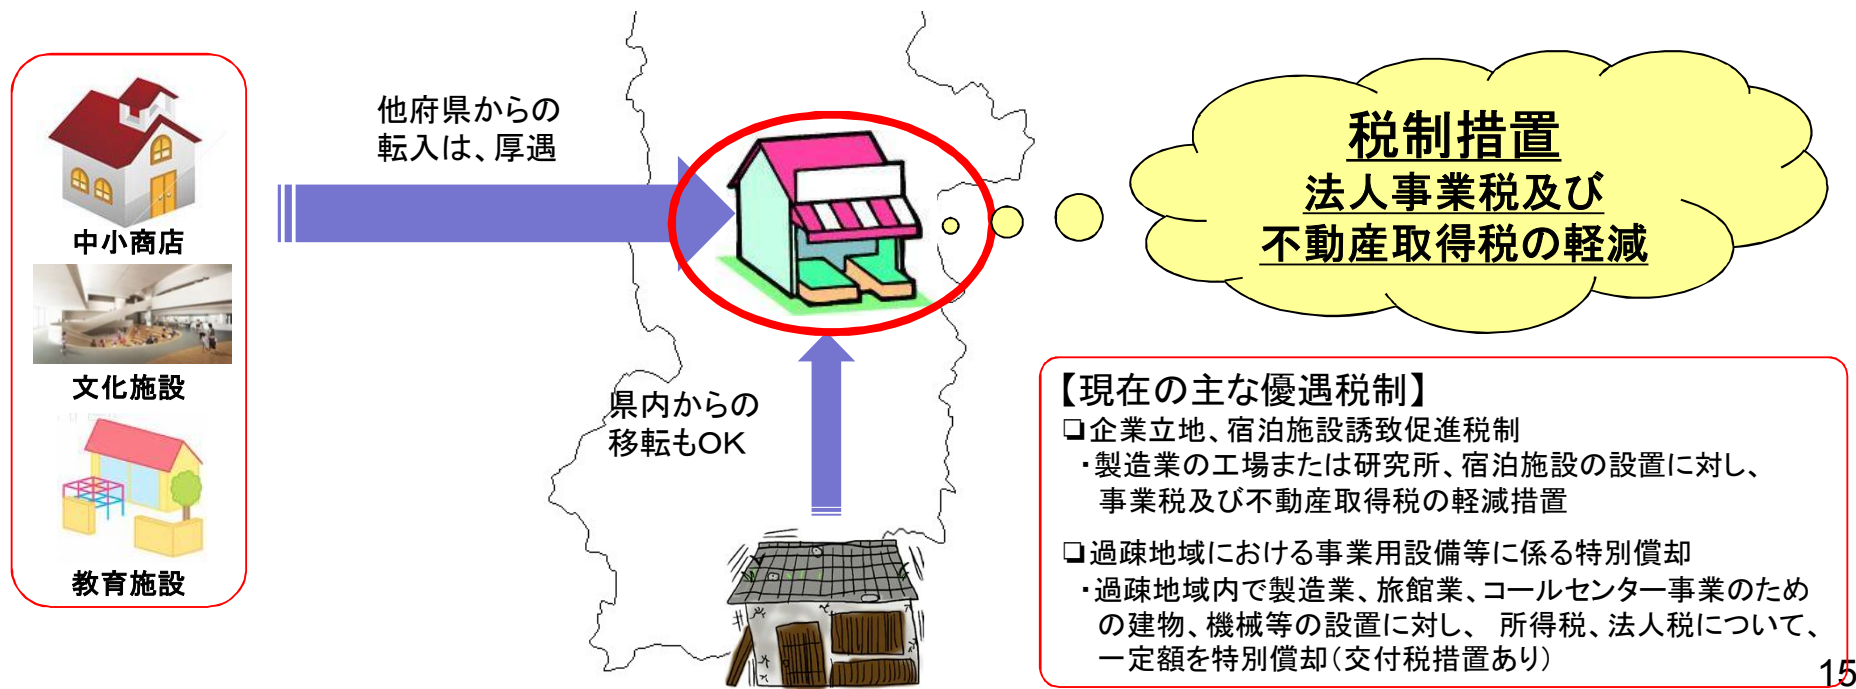 中小商店
文化施設
教育施設
他府県からの
転入は、厚遇
県内からの
移転もOK
税制措置
法人事業税及び
不動産取得税の軽減
【現在の主な優遇税制】
❏企業立地、宿泊施設誘致促進税制
・製造業の工場または研究所、宿泊施設の設置に対し、
事業税及び不動産取得税の軽減措置
❏過疎地域における事業用設備等に係る特別償却
・過疎地域内で製造業、旅館業、コールセンター事業のため
の建物、機械等の設置に対し、 所得税、法人税について、
一定額を特別償却(交付税措置あり)
15